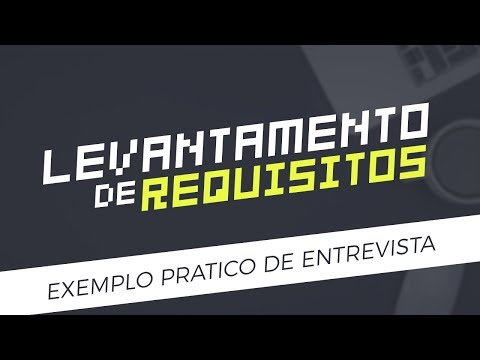 LEVANTAMENTO
DE REQUISITOS
EXEMPLO PRATICO DE ENTREVISTA